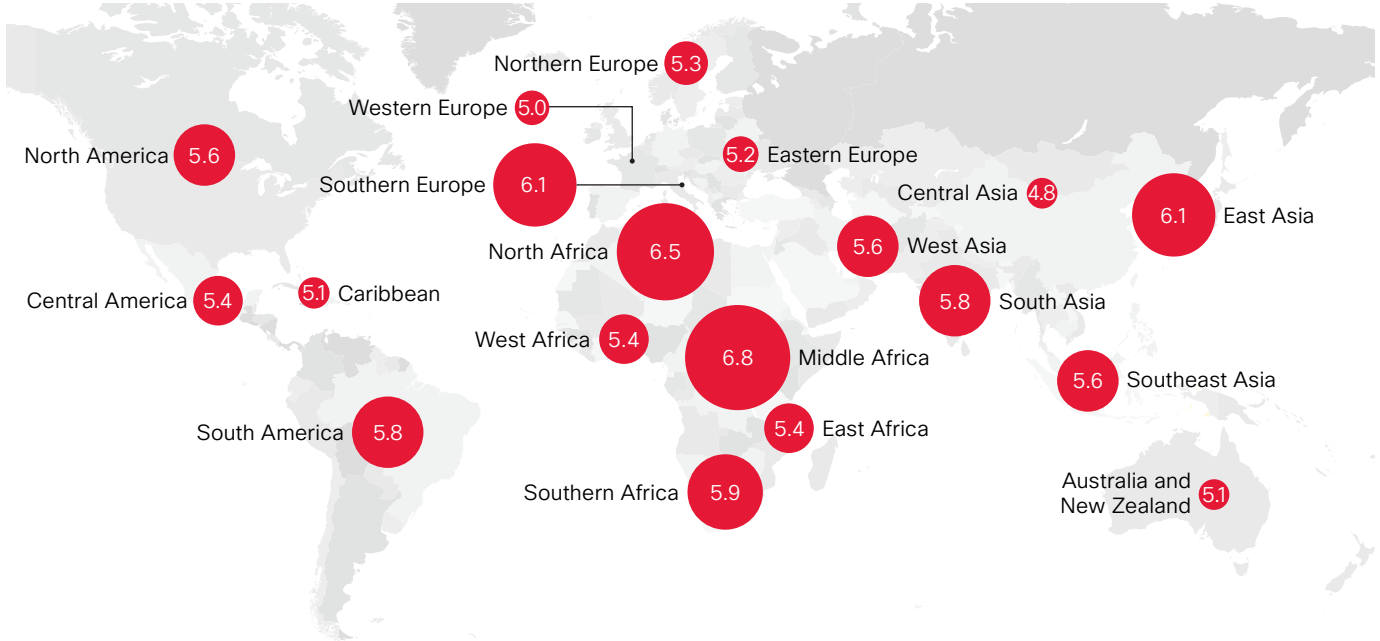 Northern Europe 5.3
Western Europe 5.0
North America 5.6
5.2 Eastern Europe
Southern Europe 6.1
Central Asia 4.8
6.1 East Asia
North Africa 6.5
5.6 West Asia
Central America 5.4
5.1 Caribbean
5.8 South Asia
West Africa 5.4
6.8 Middle Africa
5.6 Southeast Asia
South America 5.8
5.4 East Africa
Southern Africa 5.9
Australia and
New Zealand 5.1